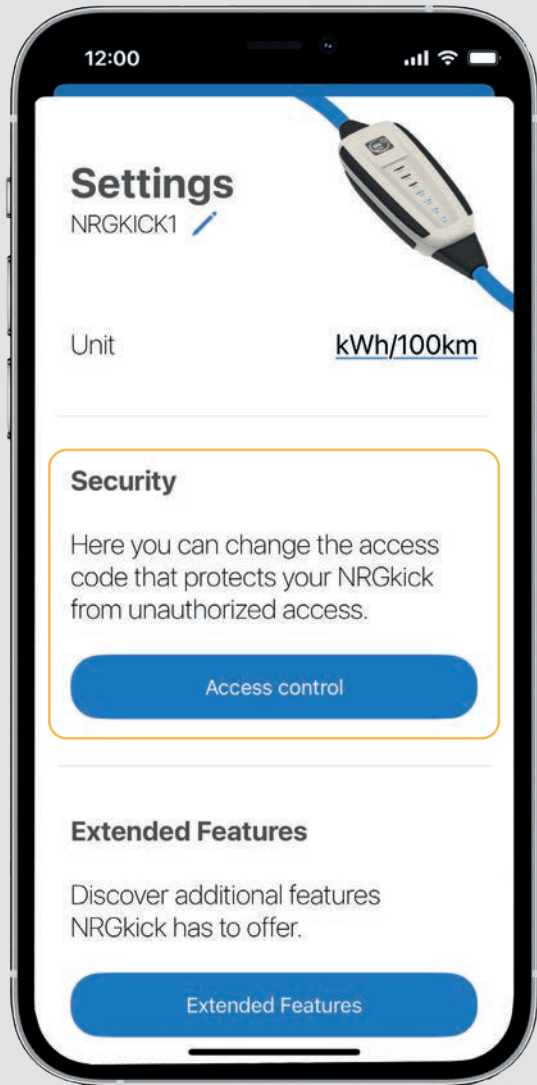 12:00
Settings
NRGKICK1
Unit kWh/100km
Security
Here you can change the access
code that protects your NRGkick
from unauthorized access.
Access control
Extended Features
Discover additional features
NRGkick has to offer.
Extended Features